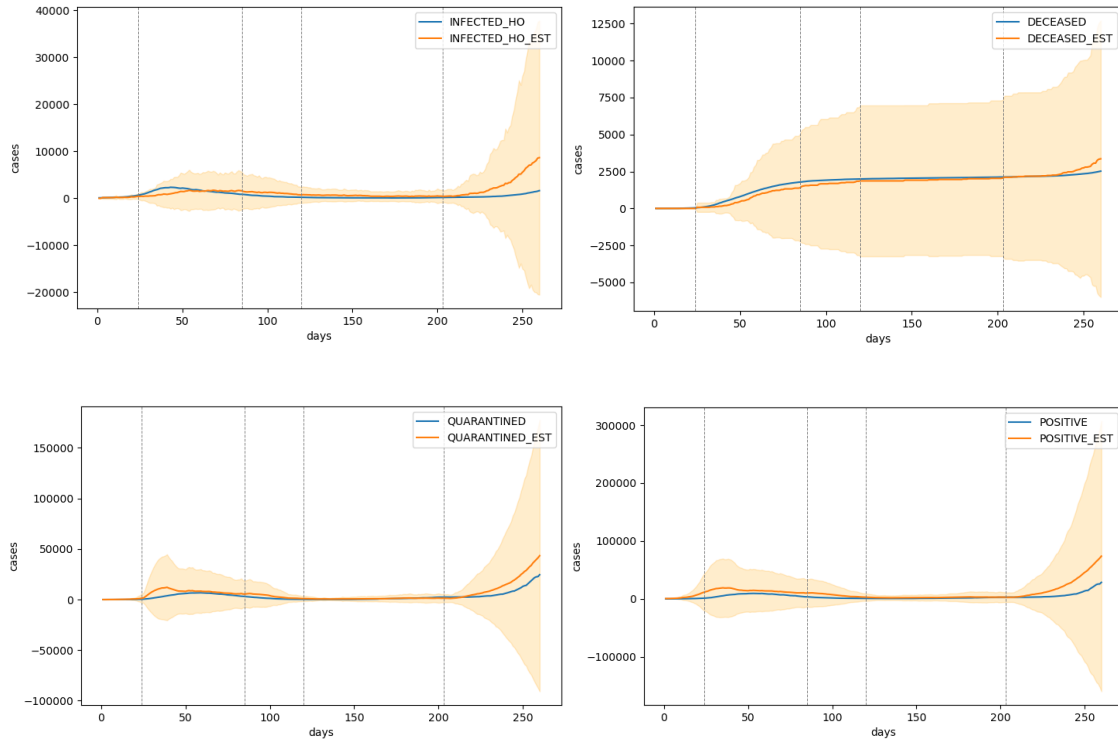 INFECTED_HO
INFECTED_HO_EST
40000
30000
20000
10000
0
−10000
−20000
cases
0 50 100 150 200 250
days
DECEASED
DECEASED_EST
12500
10000
7500
5000
2500
0
−2500
−5000
cases
0 50 100 150 200 250
days
QUARANTINED
QUARANTINED_EST
150000
100000
50000
0
−50000
−100000
cases
0 50 100 150 200 250
days
POSITIVE
POSITIVE_EST
300000
200000
100000
0
−100000
cases
0 50 100 150 200 250
days